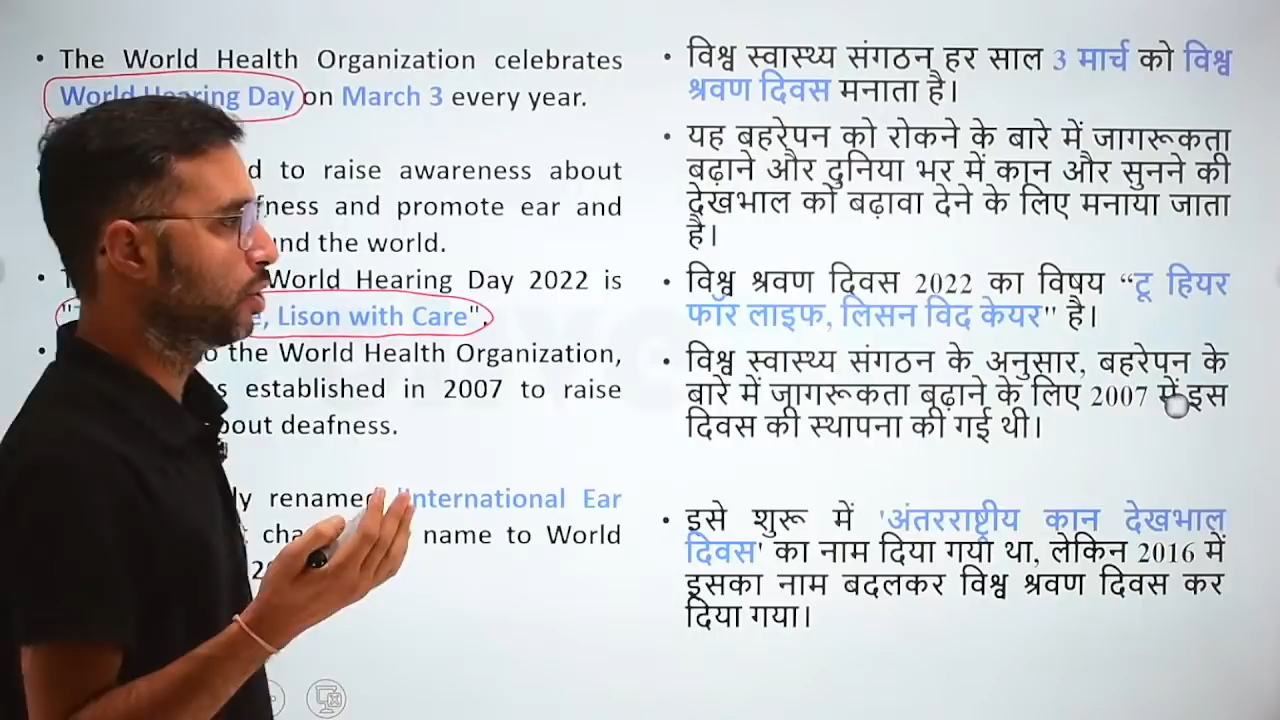 • The World Health Organization celebrates
World Hearing Day on March 3 every year.
to raise awareness about
and promote ear and
the world.
World Hearing Day 2022 is
Lison with Care".
the World Health Organization,
established in 2007 to raise
deafness.
renamed "International Ear
name to World
• विश्व स्वास्थ्य संगठन हर साल 3 मार्च को विश्व
श्रवण दिवस मनाता है।
• यह बहरेपन को रोकने के बारे में जागरूकता
बढ़ाने और दुनिया भर में कान और सुनने की
देखभाल को बढ़ावा देने के लिए मनाया जाता
है।
• विश्व श्रवण दिवस 2022 का विषय “टू हियर
फॉर लाइफ, लिसन विद केयर" है।
• विश्व स्वास्थ्य संगठन के अनुसार, बहरेपन के
बारे में जागरूकता बढ़ाने के लिए 2007 में इस
दिवस की स्थापना की गई थी।
• इसे शुरू में 'अंतरराष्ट्रीय कान देखभाल
दिवस' का नाम दिया गया था, लेकिन 2016 में
इसका नाम बदलकर विश्व श्रवण दिवस कर
दिया गया।